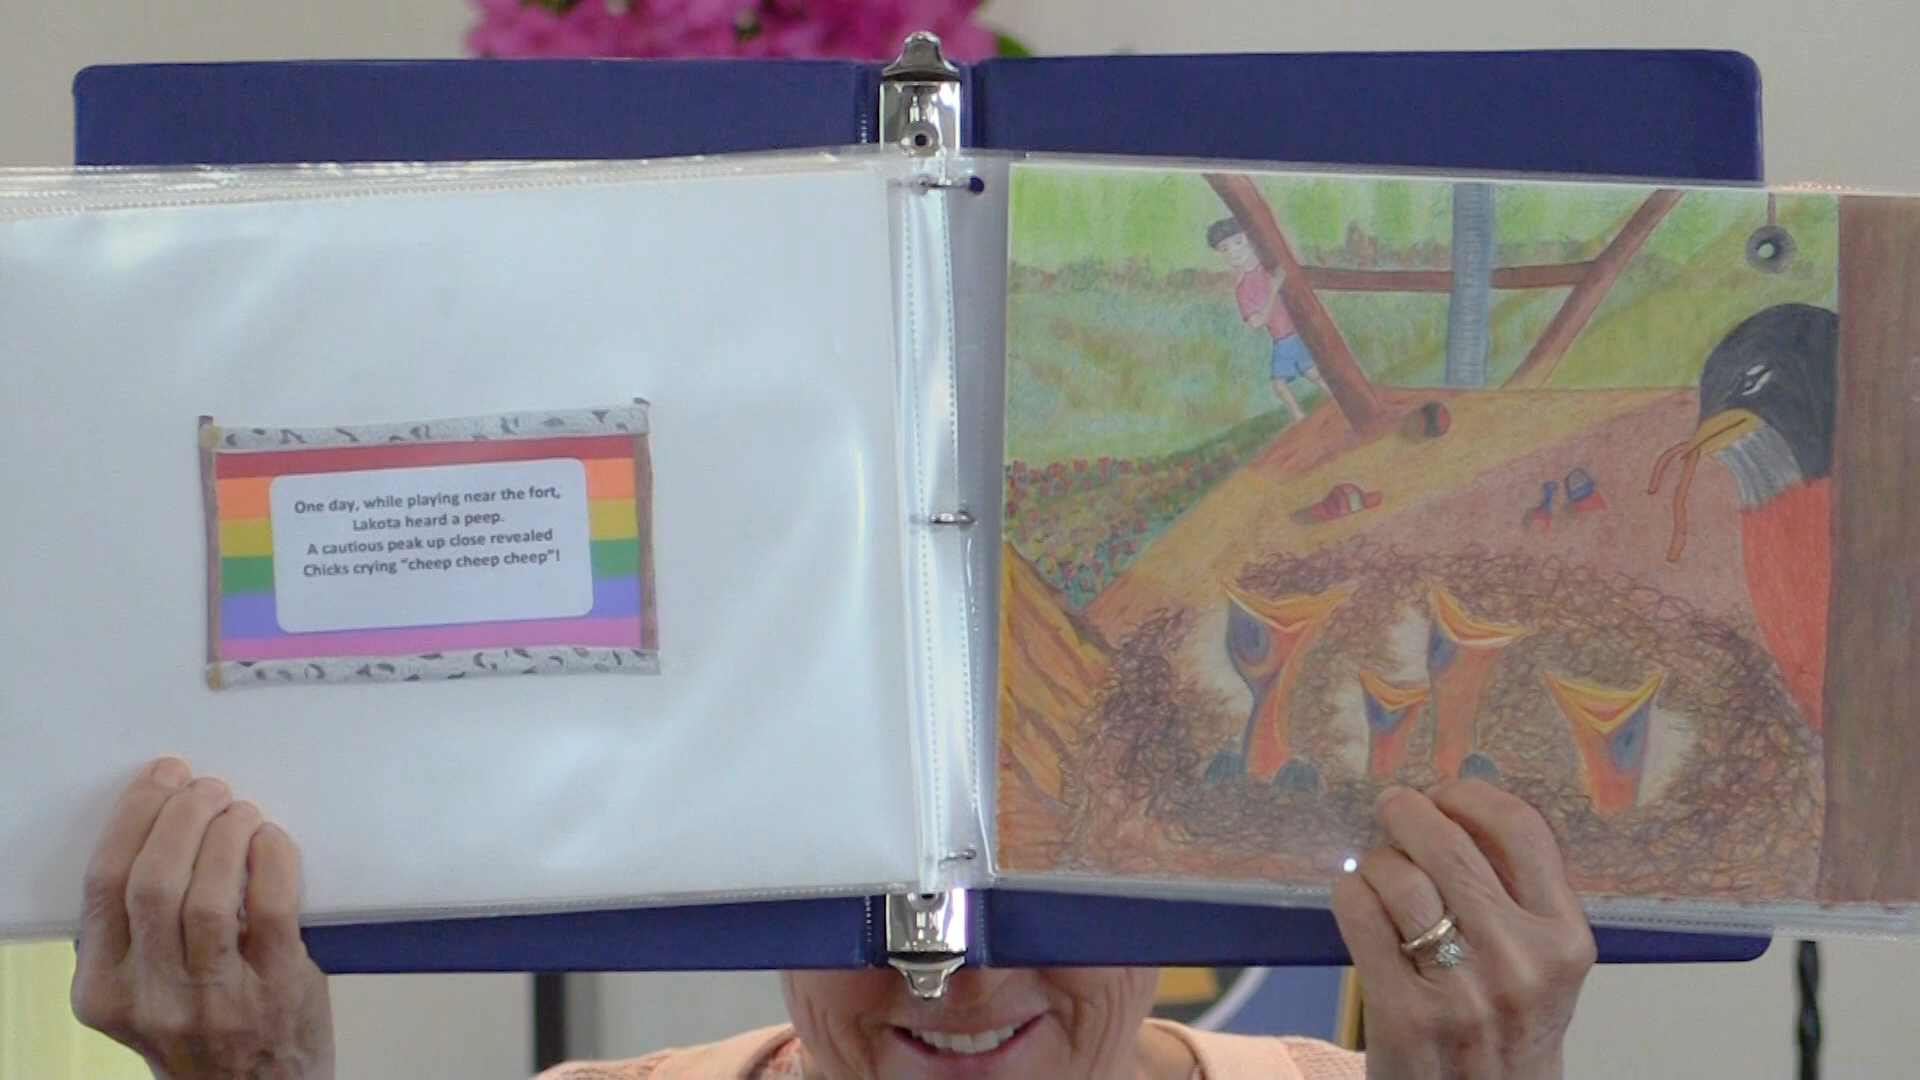 One day, while playing near the fort,
Lakota heard a peep.
A cautious peak up close revealed
Chicks crying "cheep cheep cheep"!